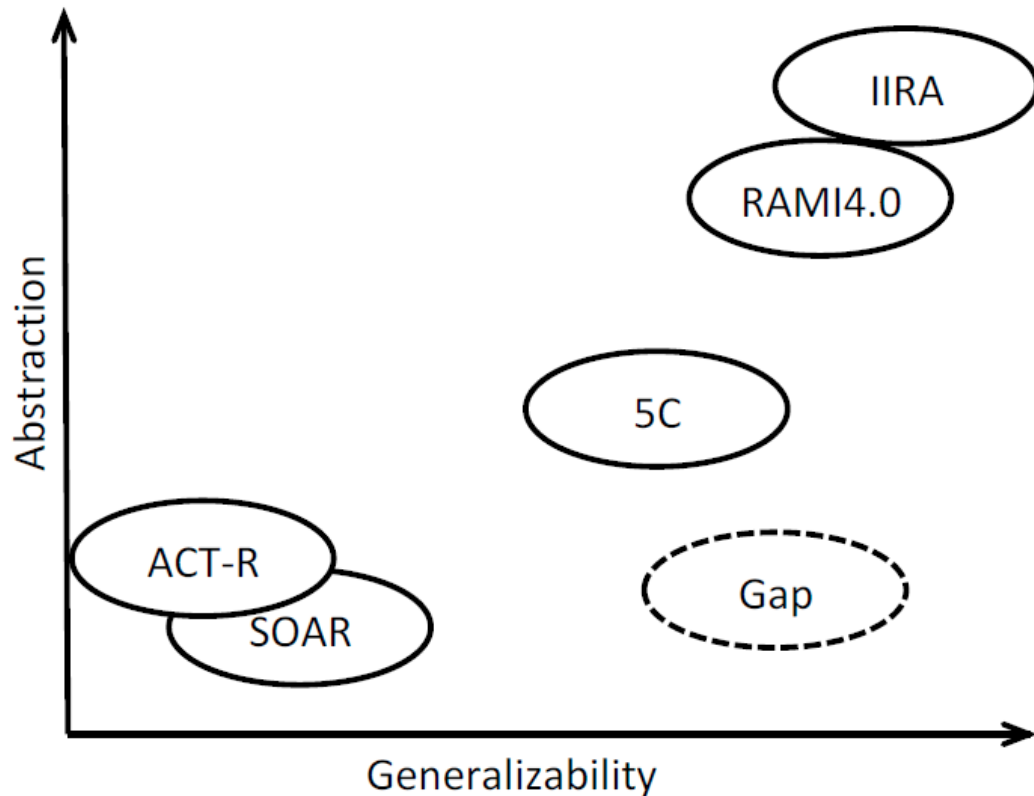 IIRA
RAMI4.0
5C
ACT-R
Gap
SOAR
Abstraction
Generalizability